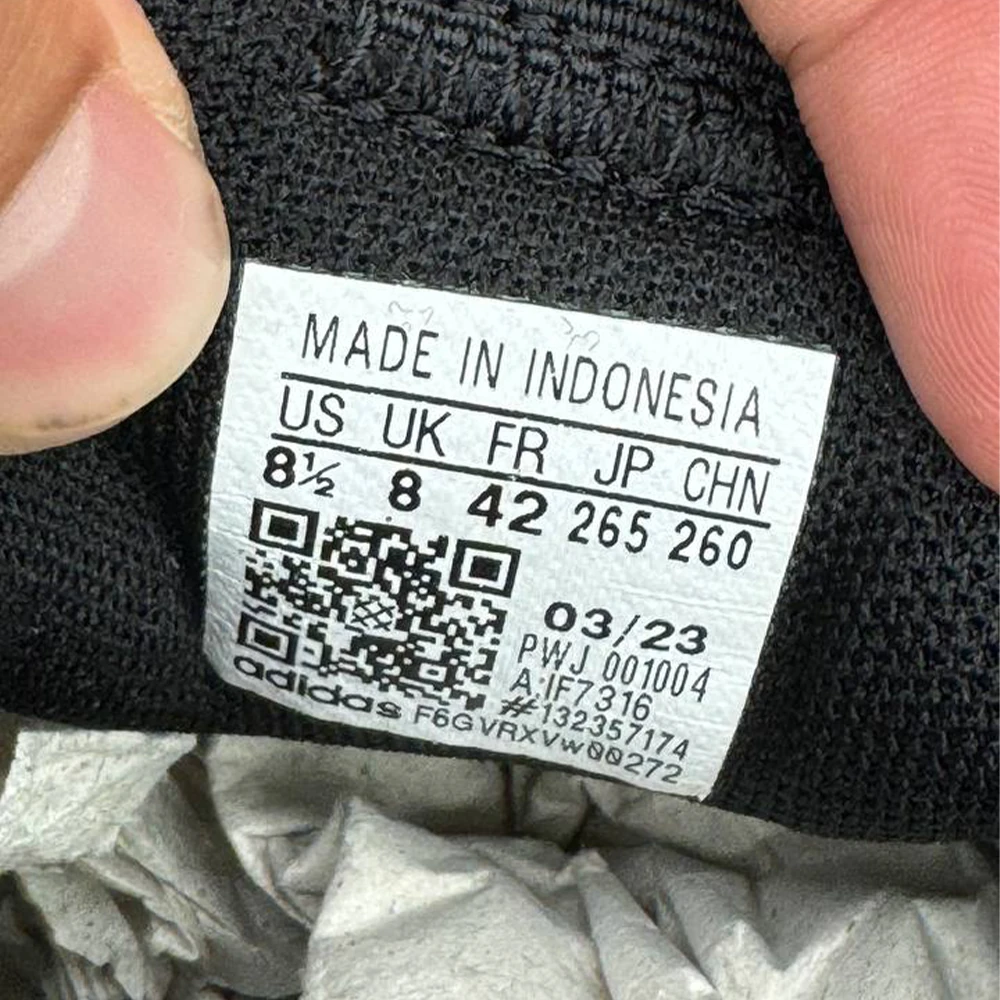 MADE IN INDONESIA
US UK FR JP CHN
8½ 8 42 265 260
03/23
PWJ 001004
A:IF7316
#132357174
adidas F6GVRXVw00272